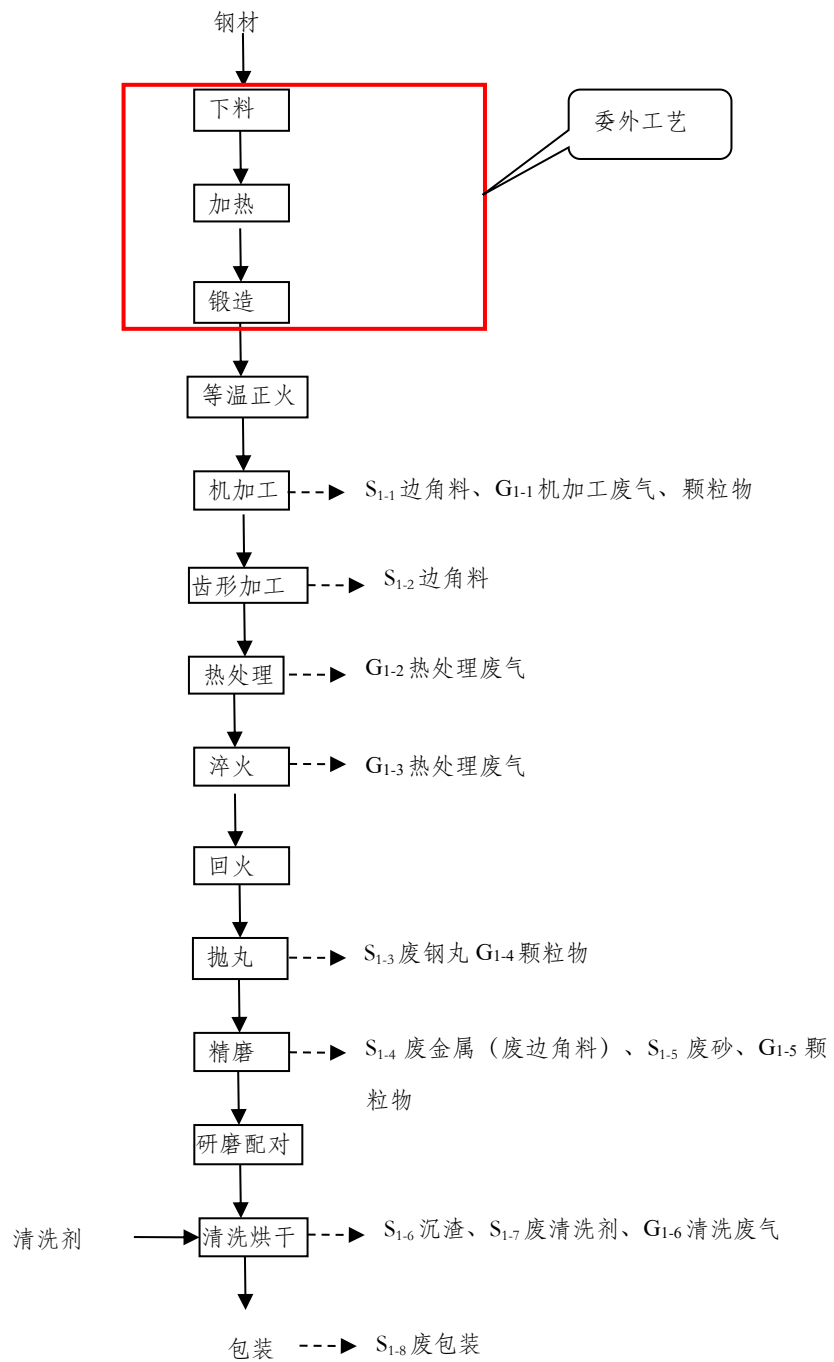 钢材
下料
委外工艺
加热
锻造
等温正火
机加工
S1-1边角料、G1-1机加工废气、颗粒物
齿形加工
S1-2边角料
热处理
G1-2热处理废气
淬火
G1-3热处理废气
回火
抛丸
S1-3废钢丸 G1-4颗粒物
精磨
S1-4 废金属（废边角料）、S1-5 废砂、G1-5 颗
粒物
研磨配对
清洗剂
清洗烘干
S1-6沉渣、S1-7废清洗剂、G1-6清洗废气
包装
S1-8废包装